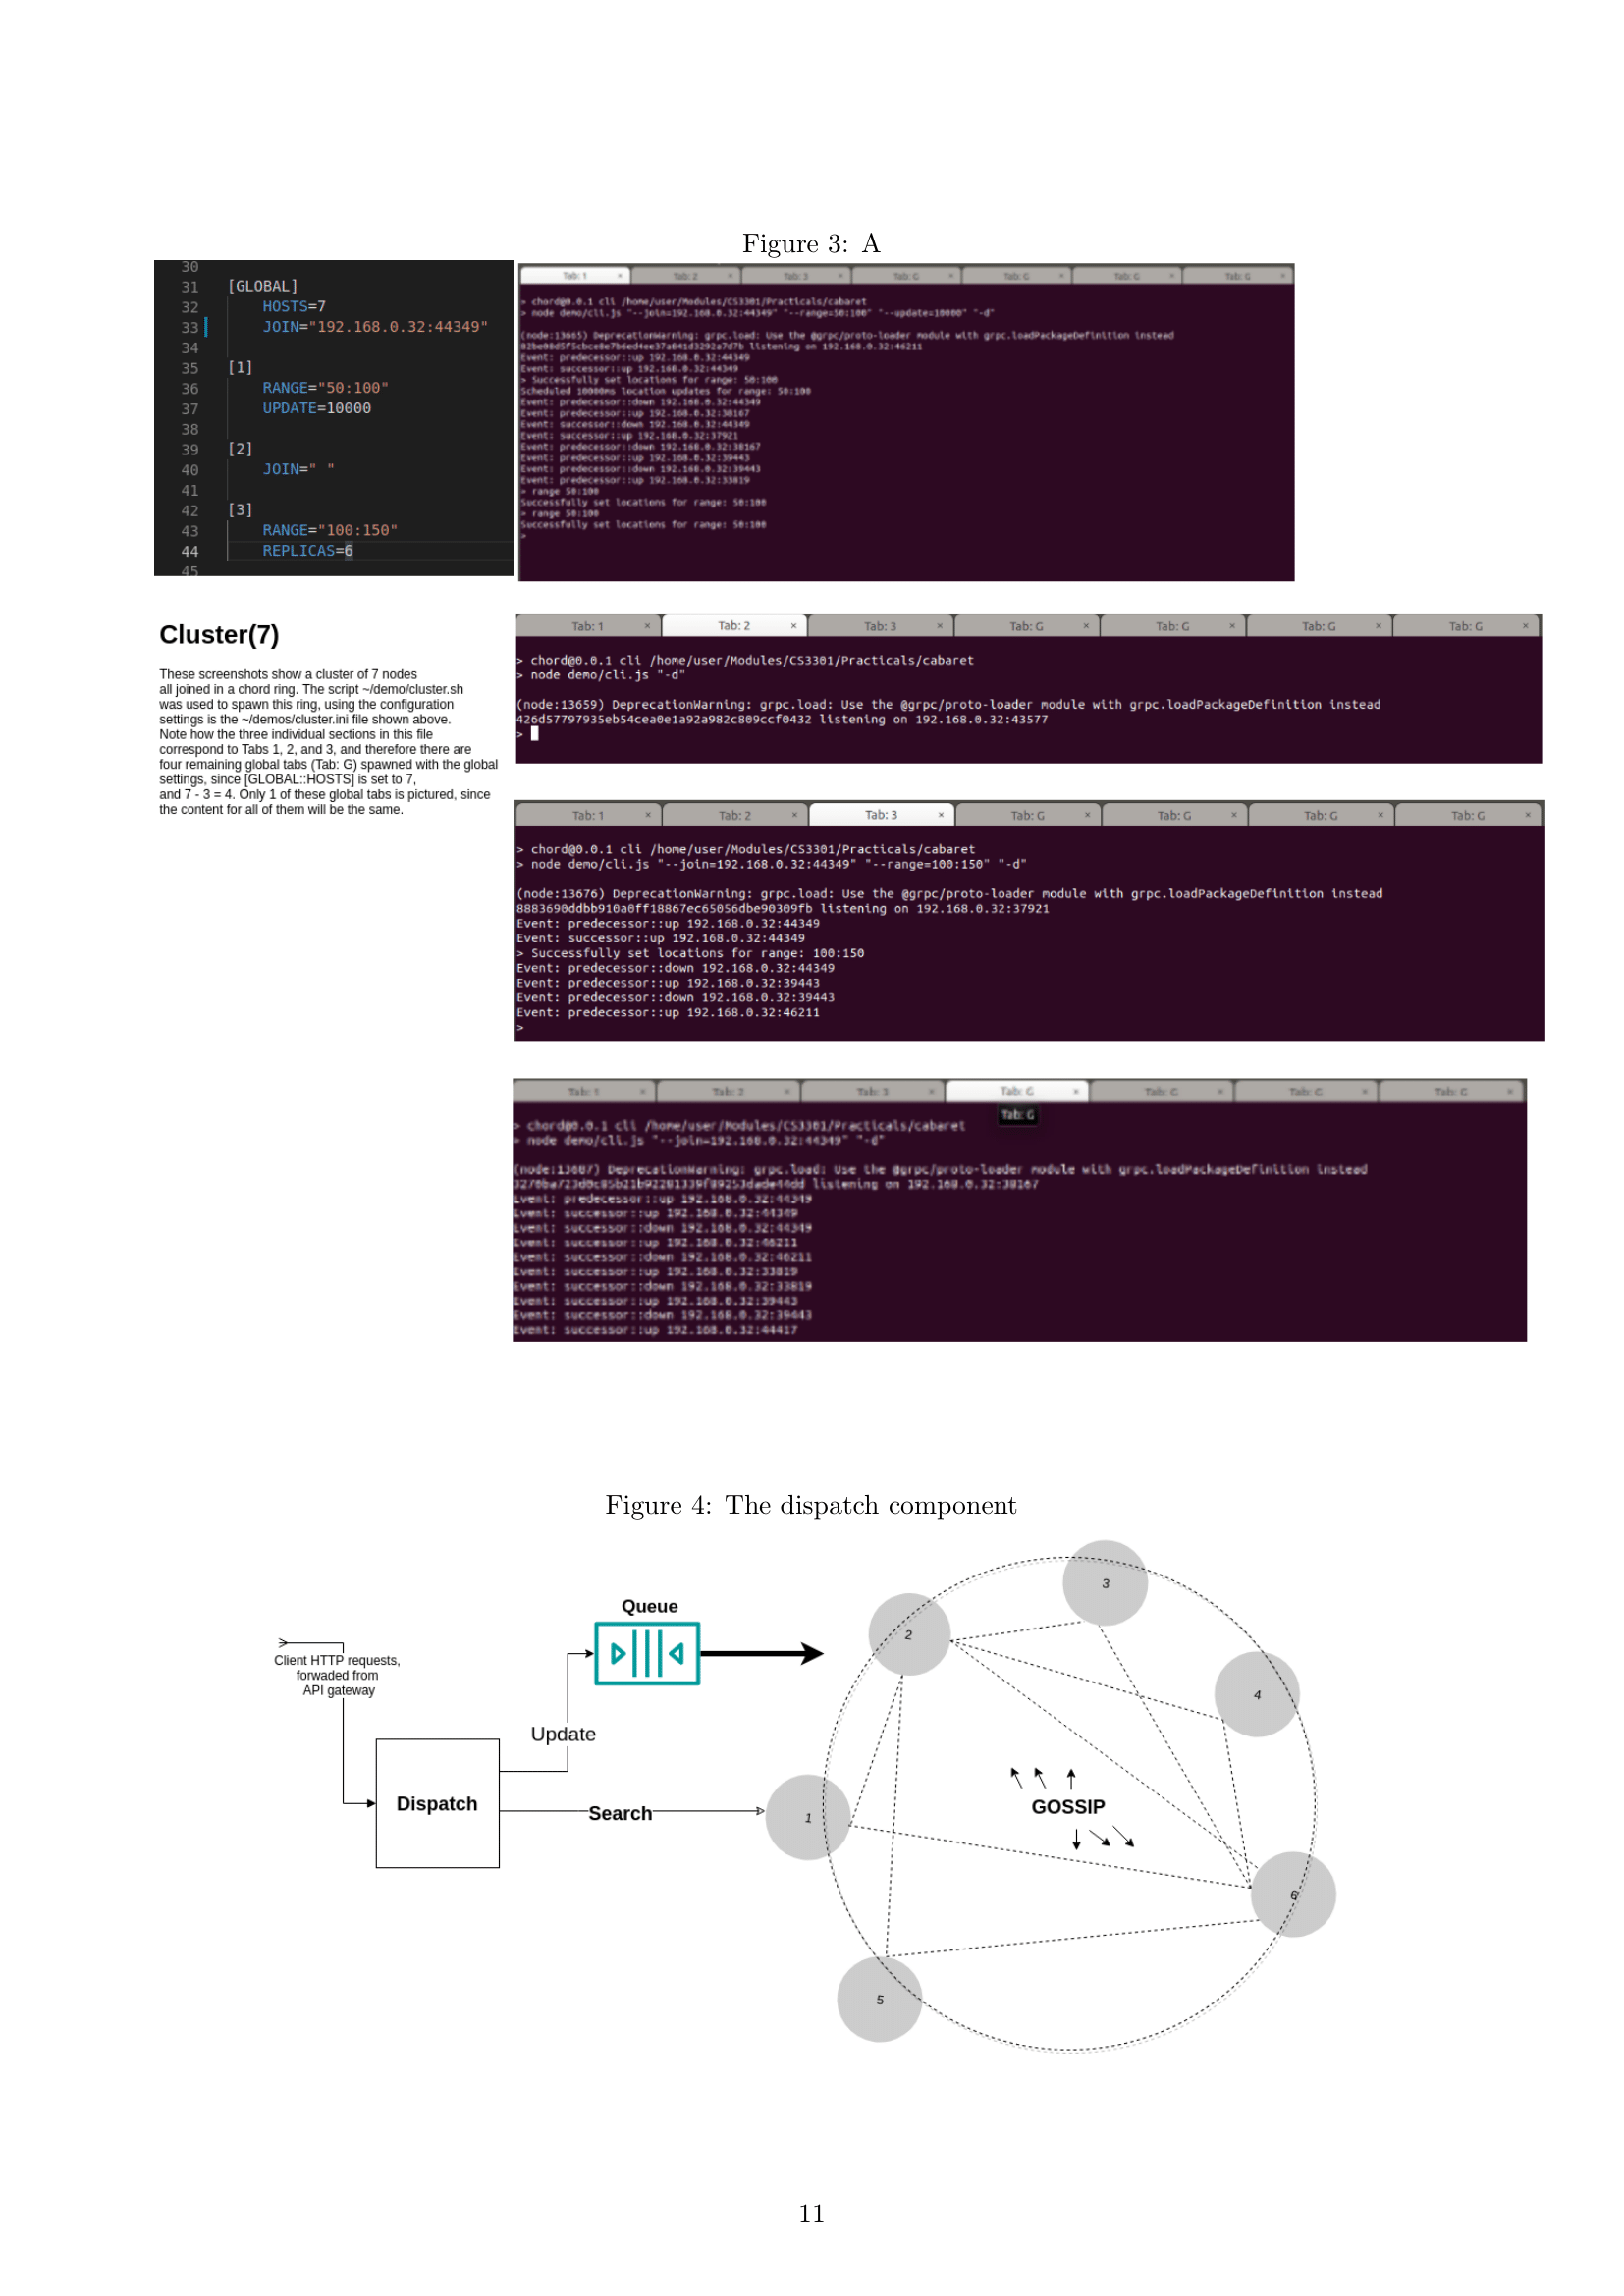 Figure 3: A
30
31 [GLOBAL]
32 HOSTS=7
33 JOIN="192.168.0.32:44349"
34
35 [1]
36 RANGE="50:100"
37 UPDATE=10000
38
39 [2]
40 JOIN=" "
41
42 [3]
43 RANGE="100:150"
44 REPLICAS=6
45
Tab: 1 × Tab: 2 × Tab: 3 × Tab: G × Tab: G × Tab: G × Tab: G ×
> chord@0.0.1 cli /home/user/Modules/CS3301/Practicals/cabaret
> node demo/cli.js "--join=192.168.0.32:44349" "--range=50:100" "--update=10000" "-d"
(node:13665) DeprecationWarning: grpc.load: Use the @grpc/proto-loader module with grpc.loadPackageDefinition instead
listening on 192.168.0.32:46211
Event: predecessor::up 192.168.0.32:44349
Event: successor::up 192.168.0.32:44349
> Successfully set locations for range: 50:100
Scheduled 10000ms location updates for range: 50:100
Event: predecessor::down 192.168.0.32:44349
Event: predecessor::up 192.168.0.32:38167
Event: successor::down 192.168.0.32:44349
Event: successor::up 192.168.0.32:37921
Event: predecessor::down 192.168.0.32:38167
Event: predecessor::up 192.168.0.32:39443
Event: predecessor::down 192.168.0.32:39443
Event: predecessor::up 192.168.0.32:33819
> range 50:100
Successfully set locations for range: 50:100
> range 50:100
Successfully set locations for range: 50:100
>
Cluster(7)
These screenshots show a cluster of 7 nodes
all joined in a chord ring. The script ~/demo/cluster.sh
was used to spawn this ring, using the configuration
settings is the ~/demos/cluster.ini file shown above.
Note how the three individual sections in this file
correspond to Tabs 1, 2, and 3, and therefore there are
four remaining global tabs (Tab: G) spawned with the global
settings, since [GLOBAL::HOSTS] is set to 7,
and 7 - 3 = 4. Only 1 of these global tabs is pictured, since
the content for all of them will be the same.
Tab: 1 × Tab: 2 × Tab: 3 × Tab: G × Tab: G × Tab: G × Tab: G ×
> chord@0.0.1 cli /home/user/Modules/CS3301/Practicals/cabaret
> node demo/cli.js "-d"
(node:13659) DeprecationWarning: grpc.load: Use the @grpc/proto-loader module with grpc.loadPackageDefinition instead
426d57797935eb54cea0e1a92a982c809ccf0432 listening on 192.168.0.32:43577
>
Tab: 1 × Tab: 2 × Tab: 3 × Tab: G × Tab: G × Tab: G × Tab: G ×
> chord@0.0.1 cli /home/user/Modules/CS3301/Practicals/cabaret
> node demo/cli.js "--join=192.168.0.32:44349" "--range=100:150" "-d"
(node:13676) DeprecationWarning: grpc.load: Use the @grpc/proto-loader module with grpc.loadPackageDefinition instead
8883690ddbb910a0ff18867ec65056dbe90309fb listening on 192.168.0.32:37921
Event: predecessor::up 192.168.0.32:44349
Event: successor::up 192.168.0.32:44349
> Successfully set locations for range: 100:150
Event: predecessor::down 192.168.0.32:44349
Event: predecessor::up 192.168.0.32:39443
Event: predecessor::down 192.168.0.32:39443
Event: predecessor::up 192.168.0.32:46211
>
Tab: 1 × Tab: 2 × Tab: 3 × Tab: G × Tab: G × Tab: G × Tab: G ×
Tab: G
> chord@0.0.1 cli /home/user/Modules/CS3301/Practicals/cabaret
> node demo/cli.js "--join=192.168.0.32:44349" "-d"
(node:13687) DeprecationWarning: grpc.load: Use the @grpc/proto-loader module with grpc.loadPackageDefinition instead
listening on 192.168.0.32:38167
Event: predecessor::up 192.168.0.32:44349
Event: successor::up 192.168.0.32:44349
Event: successor::down 192.168.0.32:44349
Event: successor::up 192.168.0.32:46211
Event: successor::down 192.168.0.32:46211
Event: successor::up 192.168.0.32:33819
Event: successor::down 192.168.0.32:33819
Event: successor::up 192.168.0.32:39443
Event: successor::down 192.168.0.32:39443
Event: successor::up 192.168.0.32:44417
Figure 4: The dispatch component
Client HTTP requests,
forwaded from
API gateway
Queue
Update
Dispatch
Search
1
2
3
4
5
6
GOSSIP
11